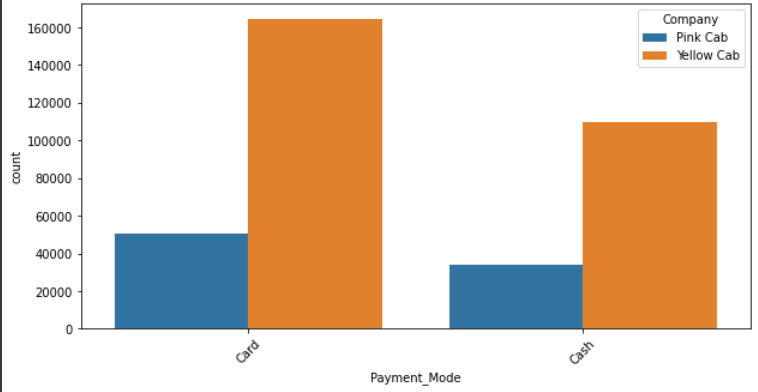 Company
Pink Cab
Yellow Cab
160000
140000
120000
100000
80000
60000
40000
20000
0
count
Card
Cash
Payment_Mode